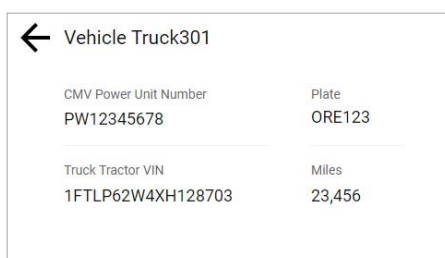 Vehicle Truck301
CMV Power Unit Number Plate
PW12345678 ORE123
Truck Tractor VIN Miles
1FTLP62W4XH128703 23,456